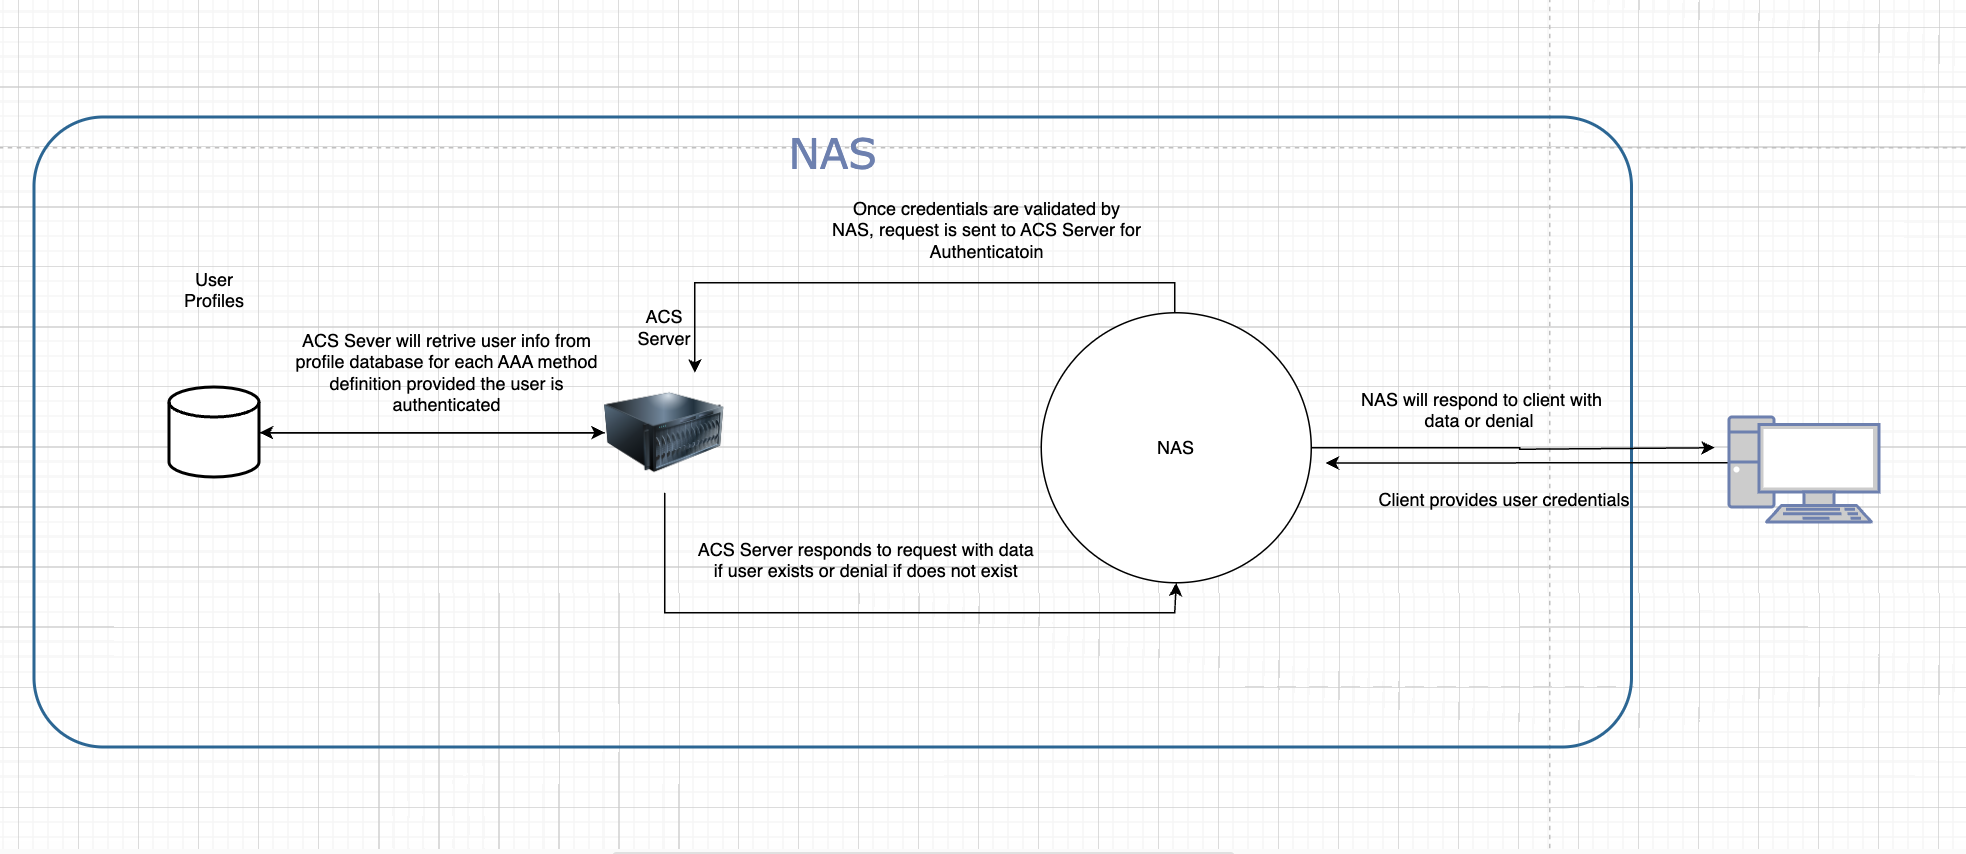 NAS
Once credentials are validated by
NAS, request is sent to ACS Server for
Authenticatoin
User
Profiles
ACS Sever will retrive user info from
profile database for each AAA method
definition provided the user is
authenticated
ACS
Server
NAS
NAS will respond to client with
data or denial
Client provides user credentials
ACS Server responds to request with data
if user exists or denial if does not exist